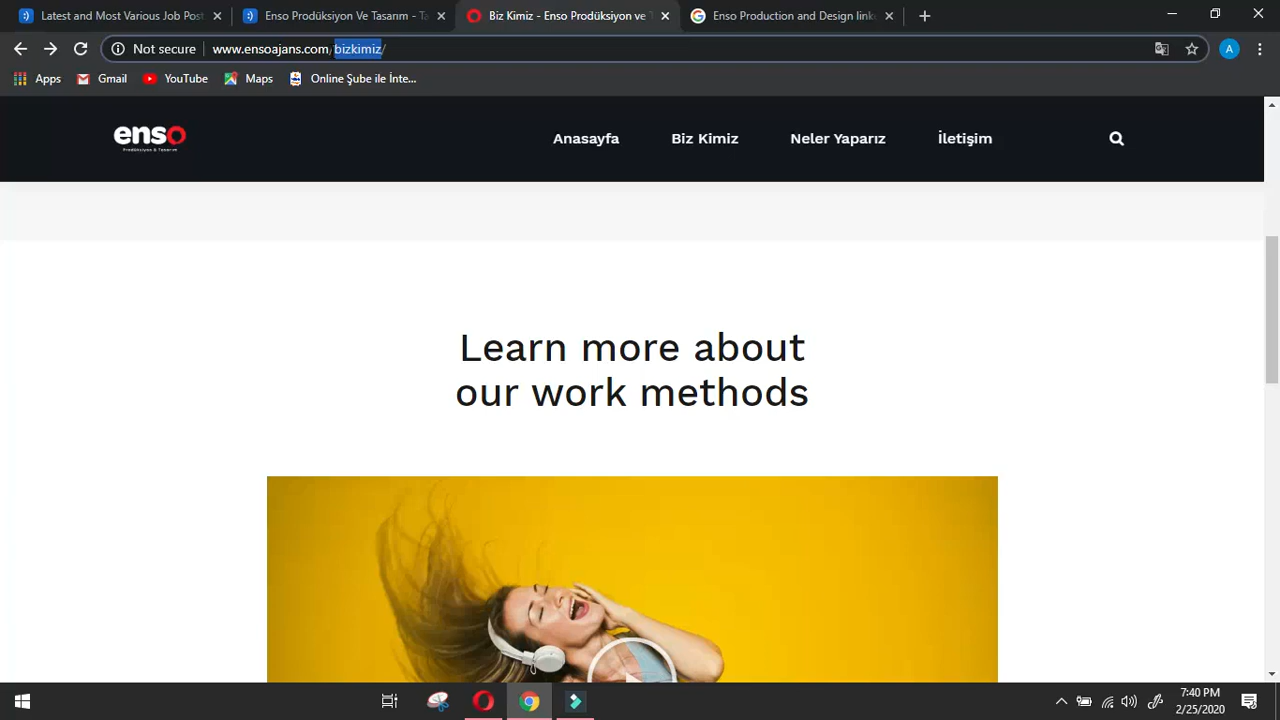 Latest and Most Various Job Post
Enso Prodüksiyon Ve Tasarım - Ta
Biz Kimiz - Enso Prodüksiyon ve T
Enso Production and Design link
Not secure
www.ensoajans.com/bizkimiz/
A
Apps
Gmail
YouTube
Maps
Online Şube ile İnte...
enso
Prodüksiyon & Tasarım
Anasayfa
Biz Kimiz
Neler Yaparız
İletişim
Learn more about
our work methods
7:40 PM
2/25/2020